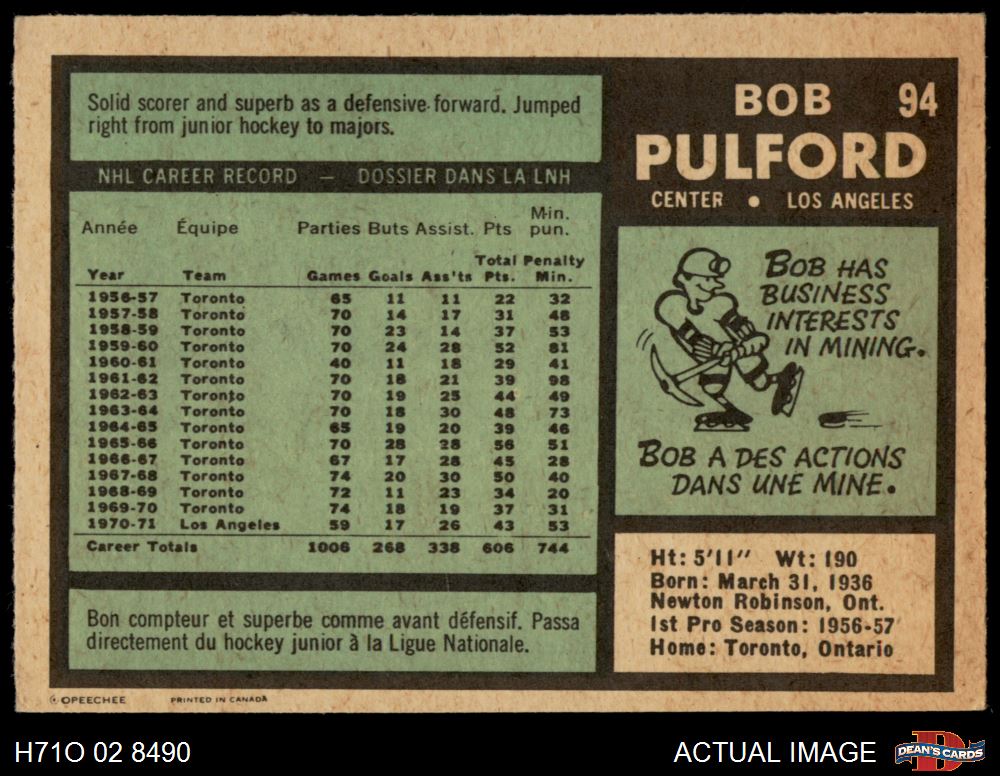 Solid scorer and superb as a defensive forward. Jumped
right from junior hockey to majors.
NHL CAREER RECORD — DOSSIER DANS LA LNH
Année Équipe Parties Buts Assist. Pts Min. pun.
Year Team Games Goals Ass'ts Total Pts. Penalty Min.
1956-57 Toronto 65 11 11 22 32
1957-58 Toronto 70 14 17 31 48
1958-59 Toronto 70 23 14 37 53
1959-60 Toronto 70 24 28 52 81
1960-61 Toronto 40 11 18 29 41
1961-62 Toronto 70 18 21 39 98
1962-63 Toronto 70 19 25 44 49
1963-64 Toronto 70 18 30 48 73
1964-65 Toronto 65 19 20 39 46
1965-66 Toronto 70 28 28 56 51
1966-67 Toronto 67 17 28 45 28
1967-68 Toronto 74 20 30 50 40
1968-69 Toronto 72 11 23 34 20
1969-70 Toronto 74 18 19 37 31
1970-71 Los Angeles 59 17 26 43 53
Career Totals 1006 268 338 606 744
Bon compteur et superbe comme avant défensif. Passa
directement du hockey junior à la Ligue Nationale.
BOB 94
PULFORD
CENTER • LOS ANGELES
BOB HAS
BUSINESS
INTERESTS
IN MINING.
BOB A DES ACTIONS
DANS UNE MINE.
Ht: 5'11" Wt: 190
Born: March 31, 1936
Newton Robinson, Ont.
1st Pro Season: 1956-57
Home: Toronto, Ontario
© OPEECHEE PRINTED IN CANADA
H71O 02 8490 ACTUAL IMAGE DEAN'S CARDS